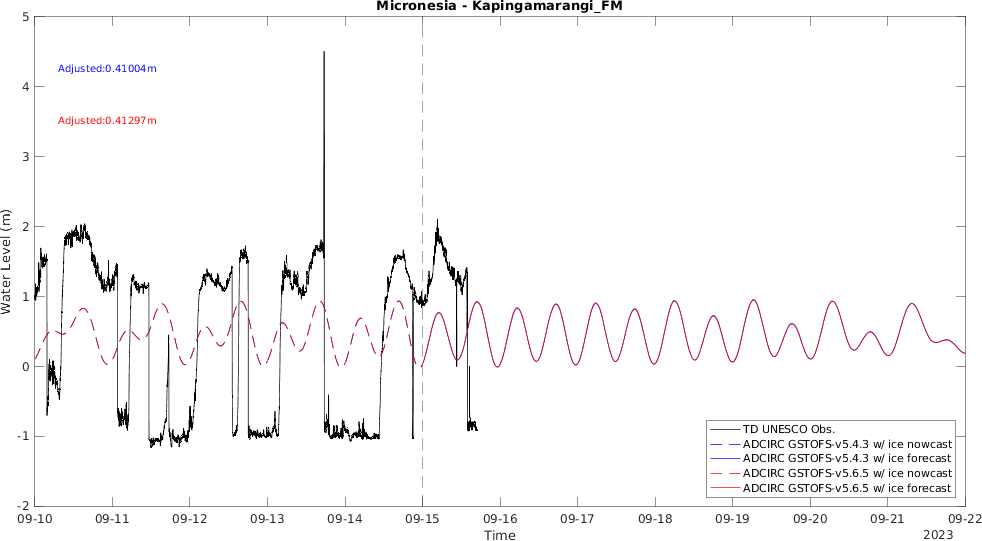 Micronesia - Kapingamarangi_FM
Adjusted:0.41004m
Adjusted:0.41297m
Water Level (m)
5
4
3
2
1
0
-1
-2
TD UNESCO Obs.
ADCIRC GSTOFS-v5.4.3 w/ ice nowcast
ADCIRC GSTOFS-v5.4.3 w/ ice forecast
ADCIRC GSTOFS-v5.6.5 w/ ice nowcast
ADCIRC GSTOFS-v5.6.5 w/ ice forecast
09-10 09-11 09-12 09-13 09-14 09-15 09-16 09-17 09-18 09-19 09-20 09-21 09-22
Time
2023